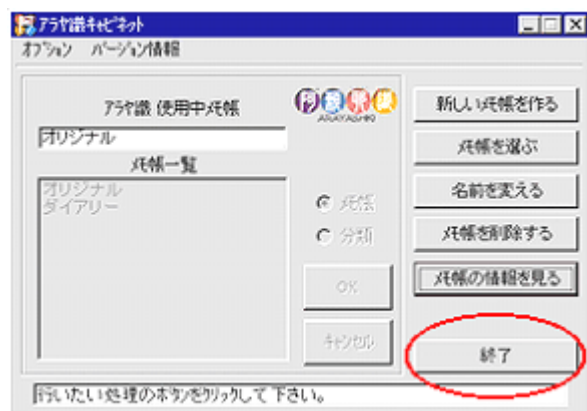 アラヤ識キャビネット
オプション バージョン情報
アラヤ識 使用中メモ帳
阿頼耶識
ARAYASHIKI
オリジナル
メモ帳一覧
オリジナル
ダイアリー
メモ帳
分類
OK
キャンセル
新しいメモ帳を作る
メモ帳を選ぶ
名前を変える
メモ帳を削除する
メモ帳の情報を見る
終了
行いたい処理のボタンをクリックして下さい。